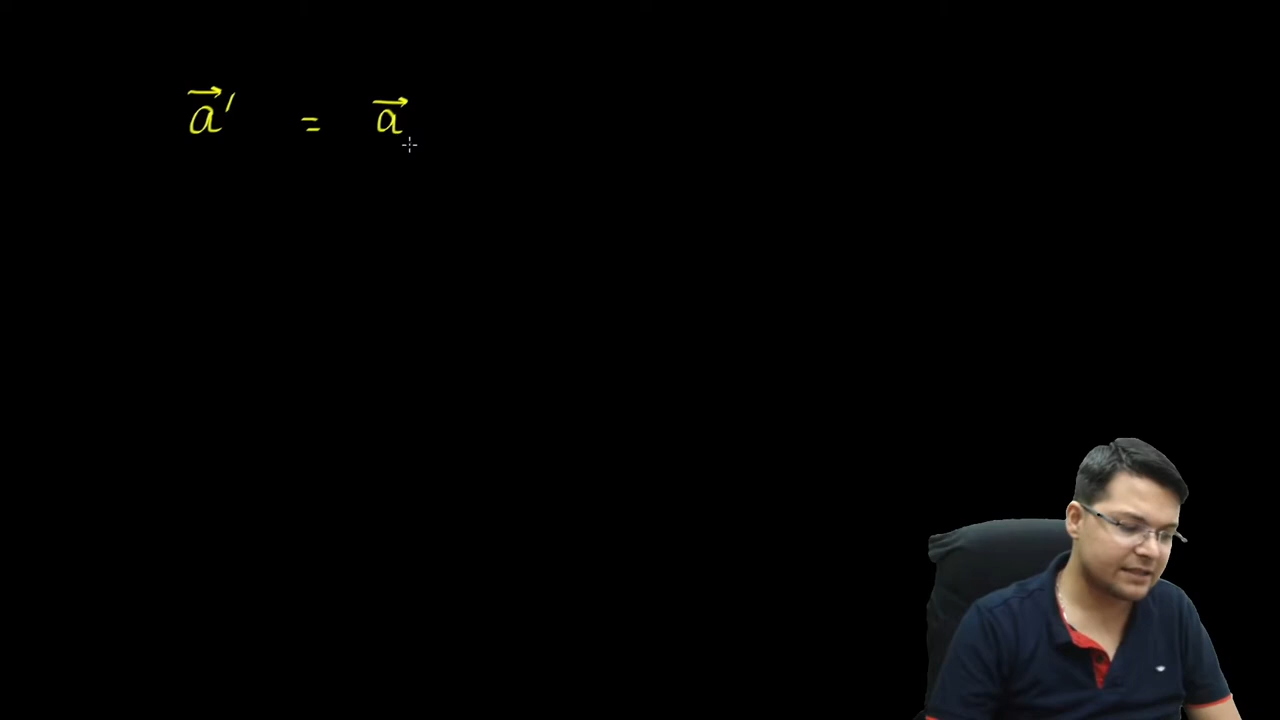 a⃗′ = a⃗